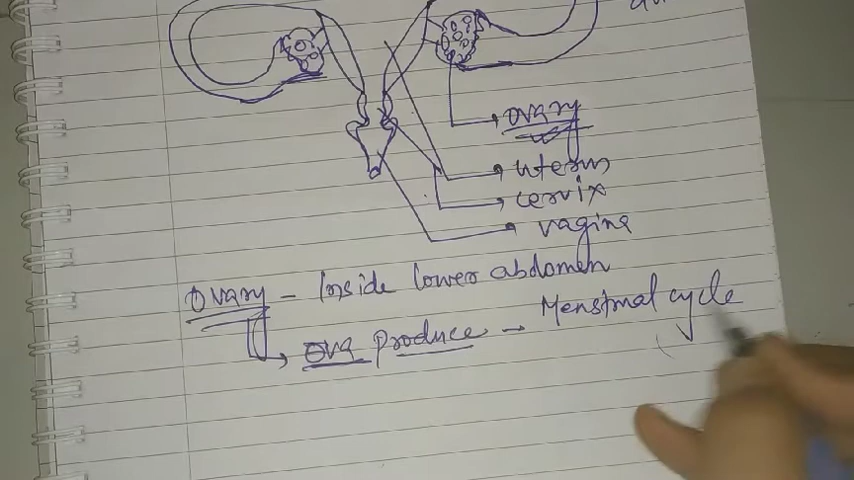 ovary
uterus
cervix
vagina
Ovary - Inside lower abdomen
Ova produce - Menstrual cycle